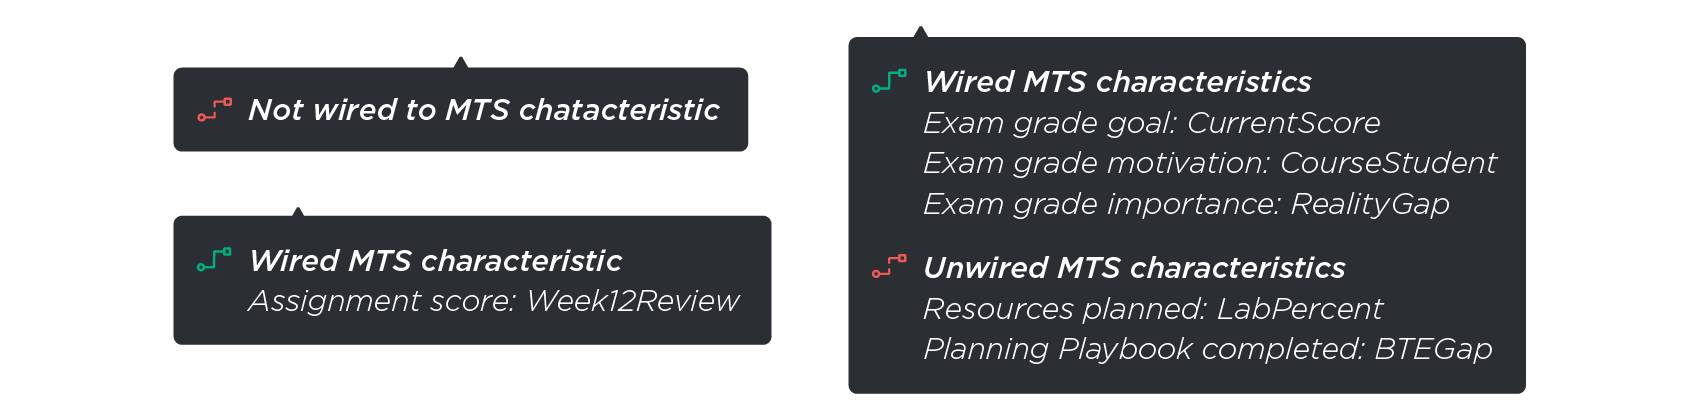 Not wired to MTS chatacteristic
Wired MTS characteristic
Assignment score: Week12Review
Wired MTS characteristics
Exam grade goal: CurrentScore
Exam grade motivation: CourseStudent
Exam grade importance: RealityGap
Unwired MTS characteristics
Resources planned: LabPercent
Planning Playbook completed: BTEGap